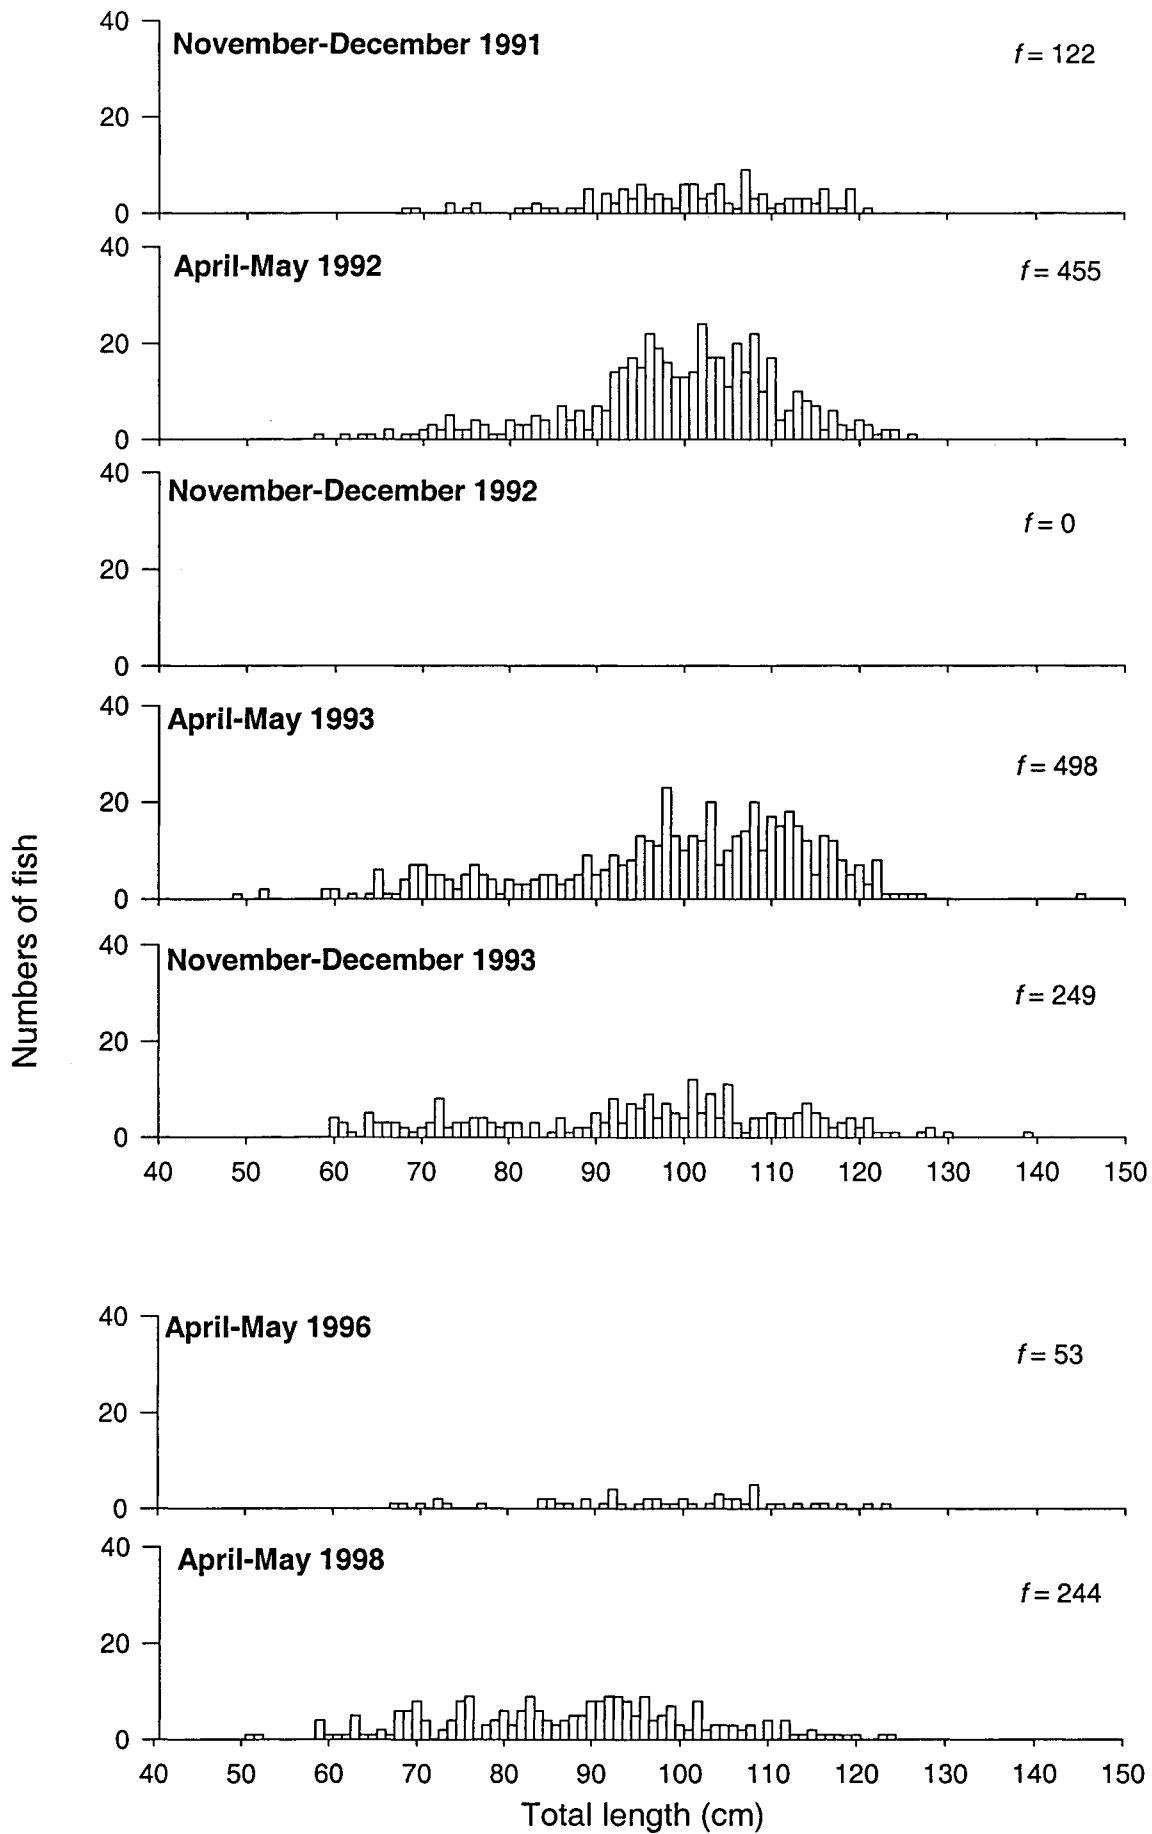 40
November-December 1991
f = 122
20
0
40
April-May 1992
f = 455
20
0
40
November-December 1992
f = 0
20
0
40
April-May 1993
f = 498
20
0
Numbers of fish
40
November-December 1993
f = 249
20
0
40 50 60 70 80 90 100 110 120 130 140 150
40
April-May 1996
f = 53
20
0
40
April-May 1998
f = 244
20
0
40 50 60 70 80 90 100 110 120 130 140 150
Total length (cm)